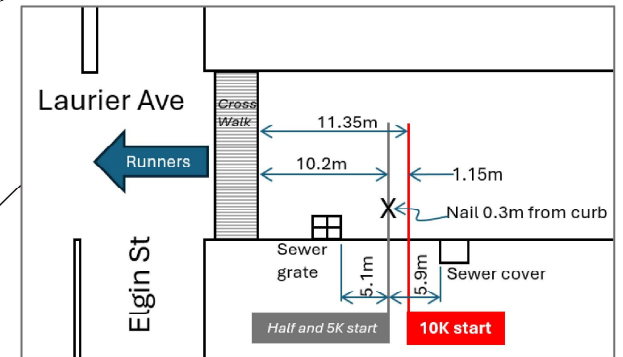 Laurier Ave
Cross
Walk
11.35m
Runners
10.2m
1.15m
Nail 0.3m from curb
X
Elgin St
Sewer
grate
5.1m
5.9m
Sewer cover
Half and 5K start
10K start